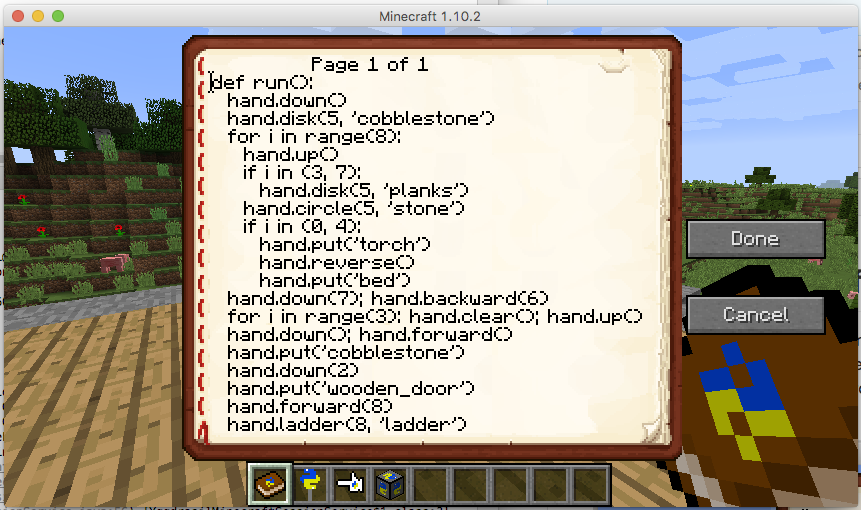 Minecraft 1.10.2
Page 1 of 1
def run():
hand.down()
hand.disk(5, 'cobblestone')
for i in range(8):
hand.up()
if i in (3, 7):
hand.disk(5, 'planks')
hand.circle(5, 'stone')
if i in (0, 4):
hand.put('torch')
hand.reverse()
hand.put('bed')
hand.down(7); hand.backward(6)
for i in range(3): hand.clear(); hand.up()
hand.down(); hand.forward()
hand.put('cobblestone')
hand.down(2)
hand.put('wooden_door')
hand.forward(8)
hand.ladder(8, 'ladder')
Done
Cancel